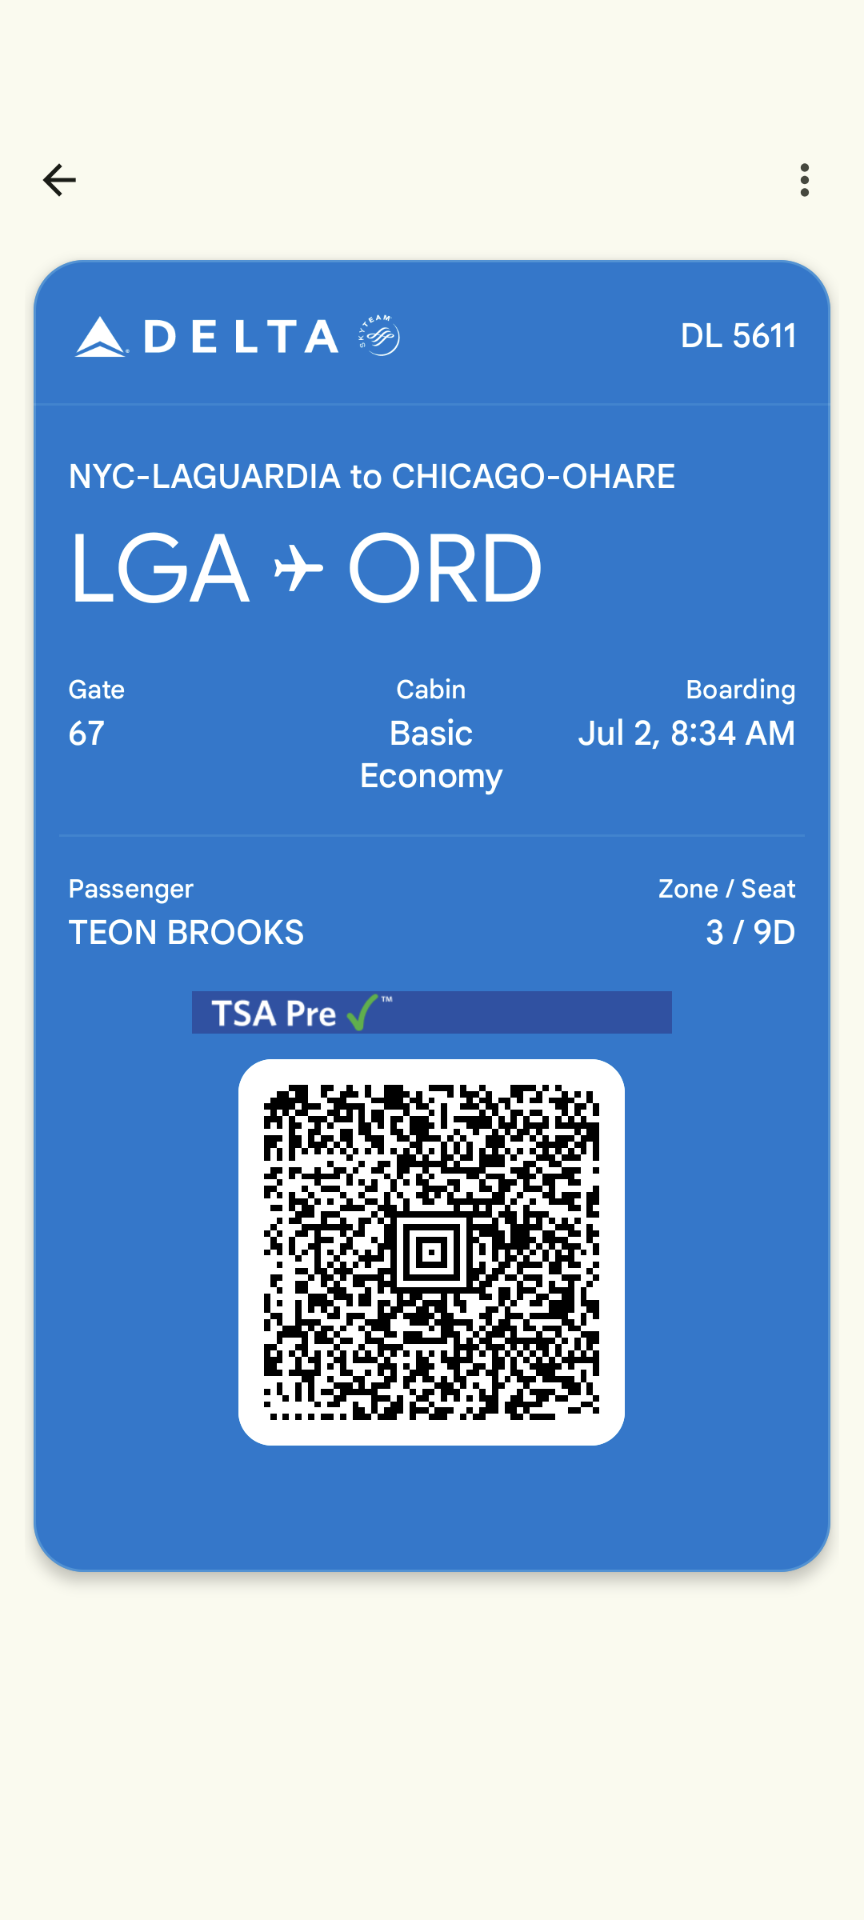 DELTA SKYTEAM
DL 5611
NYC-LAGUARDIA to CHICAGO-OHARE
LGA ORD
Gate Cabin Boarding
67 Basic Jul 2, 8:34 AM
Economy
Passenger Zone / Seat
TEON BROOKS 3 / 9D
TSA Pre ™